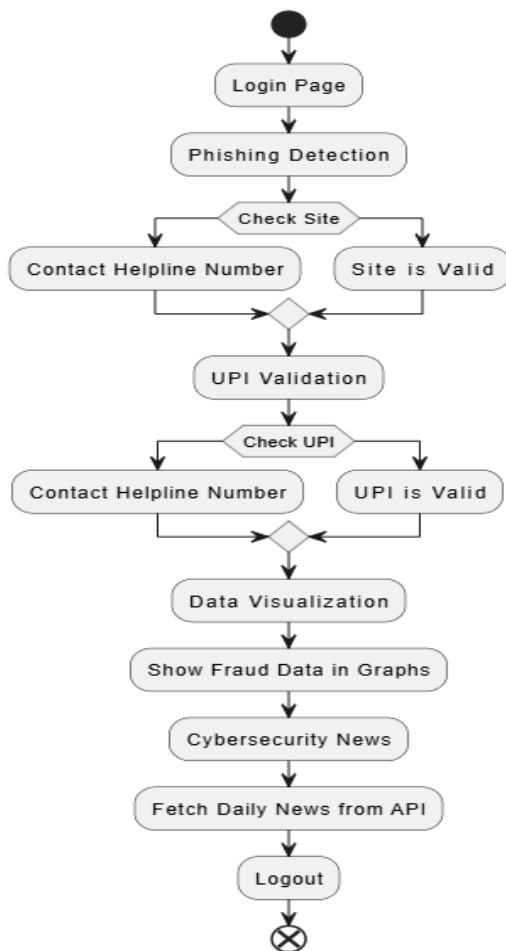 Login Page
Phishing Detection
Check Site
Contact Helpline Number
Site is Valid
UPI Validation
Check UPI
Contact Helpline Number
UPI is Valid
Data Visualization
Show Fraud Data in Graphs
Cybersecurity News
Fetch Daily News from API
Logout